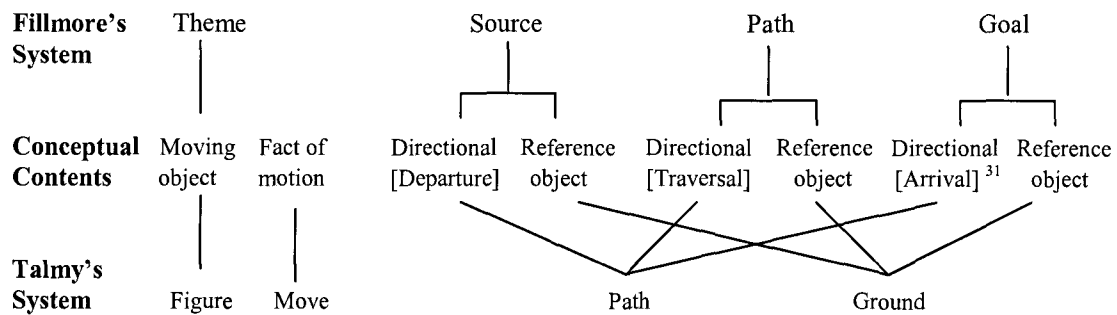 Fillmore's Theme Source Path Goal
System
Conceptual Moving Fact of Directional Reference Directional Reference Directional Reference
Contents object motion [Departure] object [Traversal] object [Arrival] 31 object
Talmy's
System Figure Move Path Ground